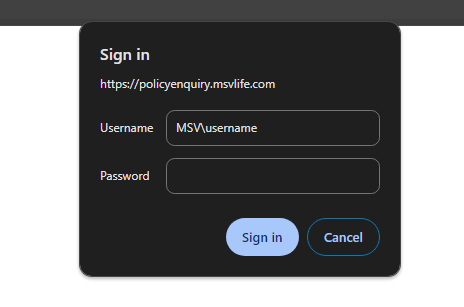 Sign in
https://policyenquiry.msvlife.com
Username MSV\username
Password
Sign in Cancel